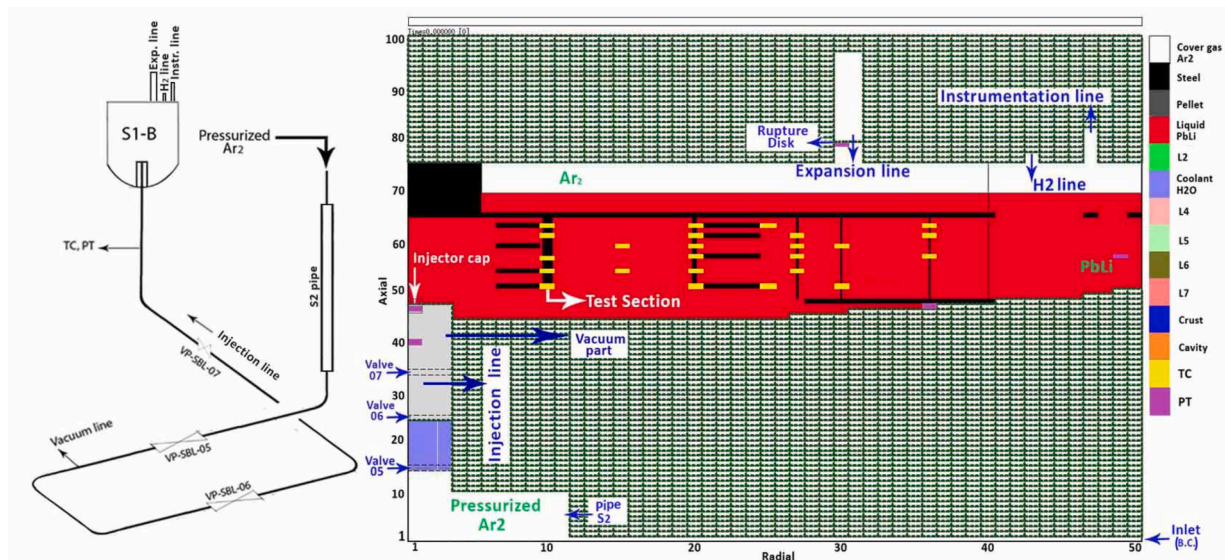 Exp. line
H2 line
Instr. line
S1-B
Pressurized
Ar2
TC, PT
S2 pipe
Injection line
VP-SBL-07
Vacuum line
VP-SBL-05
VP-SBL-06
Time=0.000000 [0]
100
90
80
70
60
50
40
30
20
10
1
Axial
Instrumentation line
Rupture
Disk
Expansion line
H2 line
Ar2
Injector cap
Test Section
PbLi
Vacuum
part
Injection line
Valve
07
Valve
06
Valve
05
Pressurized
Ar2
pipe
S2
Inlet
(B.C.)
1
10
20
30
40
50
Radial
Cover gas
Ar2
Steel
Pellet
Liquid
PbLi
L2
Coolant
H2O
L4
L5
L6
L7
Crust
Cavity
TC
PT